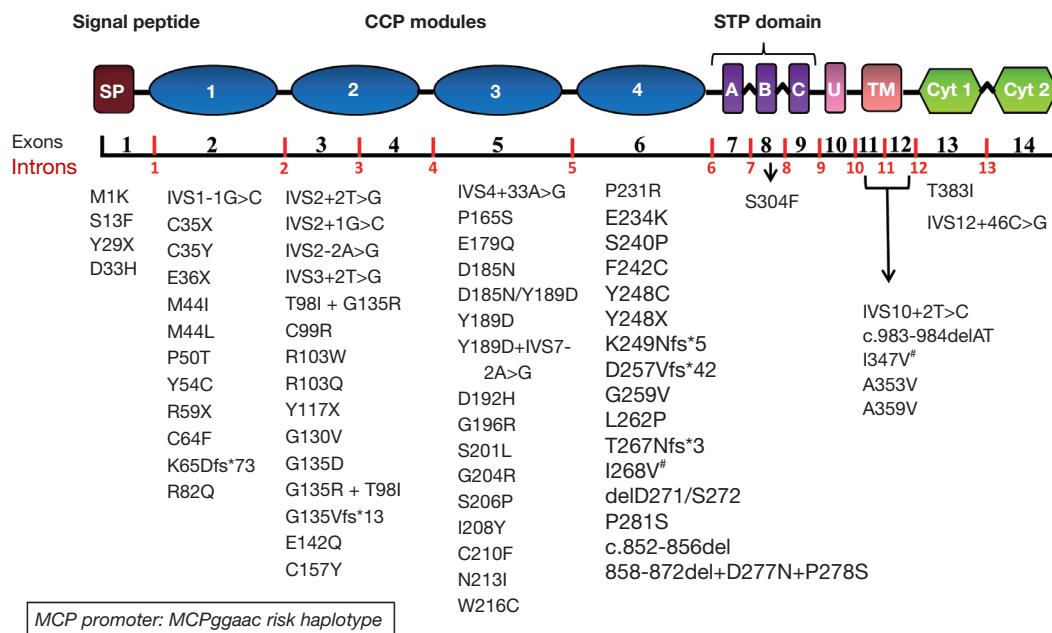 Signal peptide CCP modules STP domain
SP 1 2 3 4 A B C U TM Cyt 1 Cyt 2
Exons 1 2 3 4 5 6 7 8 9 10 11 12 13 14
Introns 1 2 3 4 5 6 7 8 9 10 11 12 13
M1K
S13F
Y29X
D33H
IVS1-1G>C
C35X
C35Y
E36X
M44I
M44L
P50T
Y54C
R59X
C64F
K65Dfs*73
R82Q
IVS2+2T>G
IVS2+1G>C
IVS2-2A>G
IVS3+2T>G
T98I + G135R
C99R
R103W
R103Q
Y117X
G130V
G135D
G135R + T98I
G135Vfs*13
E142Q
C157Y
IVS4+33A>G
P165S
E179Q
D185N
D185N/Y189D
Y189D
Y189D+IVS7-
2A>G
D192H
G196R
S201L
G204R
S206P
I208Y
C210F
N213I
W216C
P231R
E234K
S240P
F242C
Y248C
Y248X
K249Nfs*5
D257Vfs*42
G259V
L262P
T267Nfs*3
I268V#
delD271/S272
P281S
c.852-856del
858-872del+D277N+P278S
S304F
IVS10+2T>C
c.983-984delAT
I347V#
A353V
A359V
T383I
IVS12+46C>G
MCP promoter: MCPggaac risk haplotype